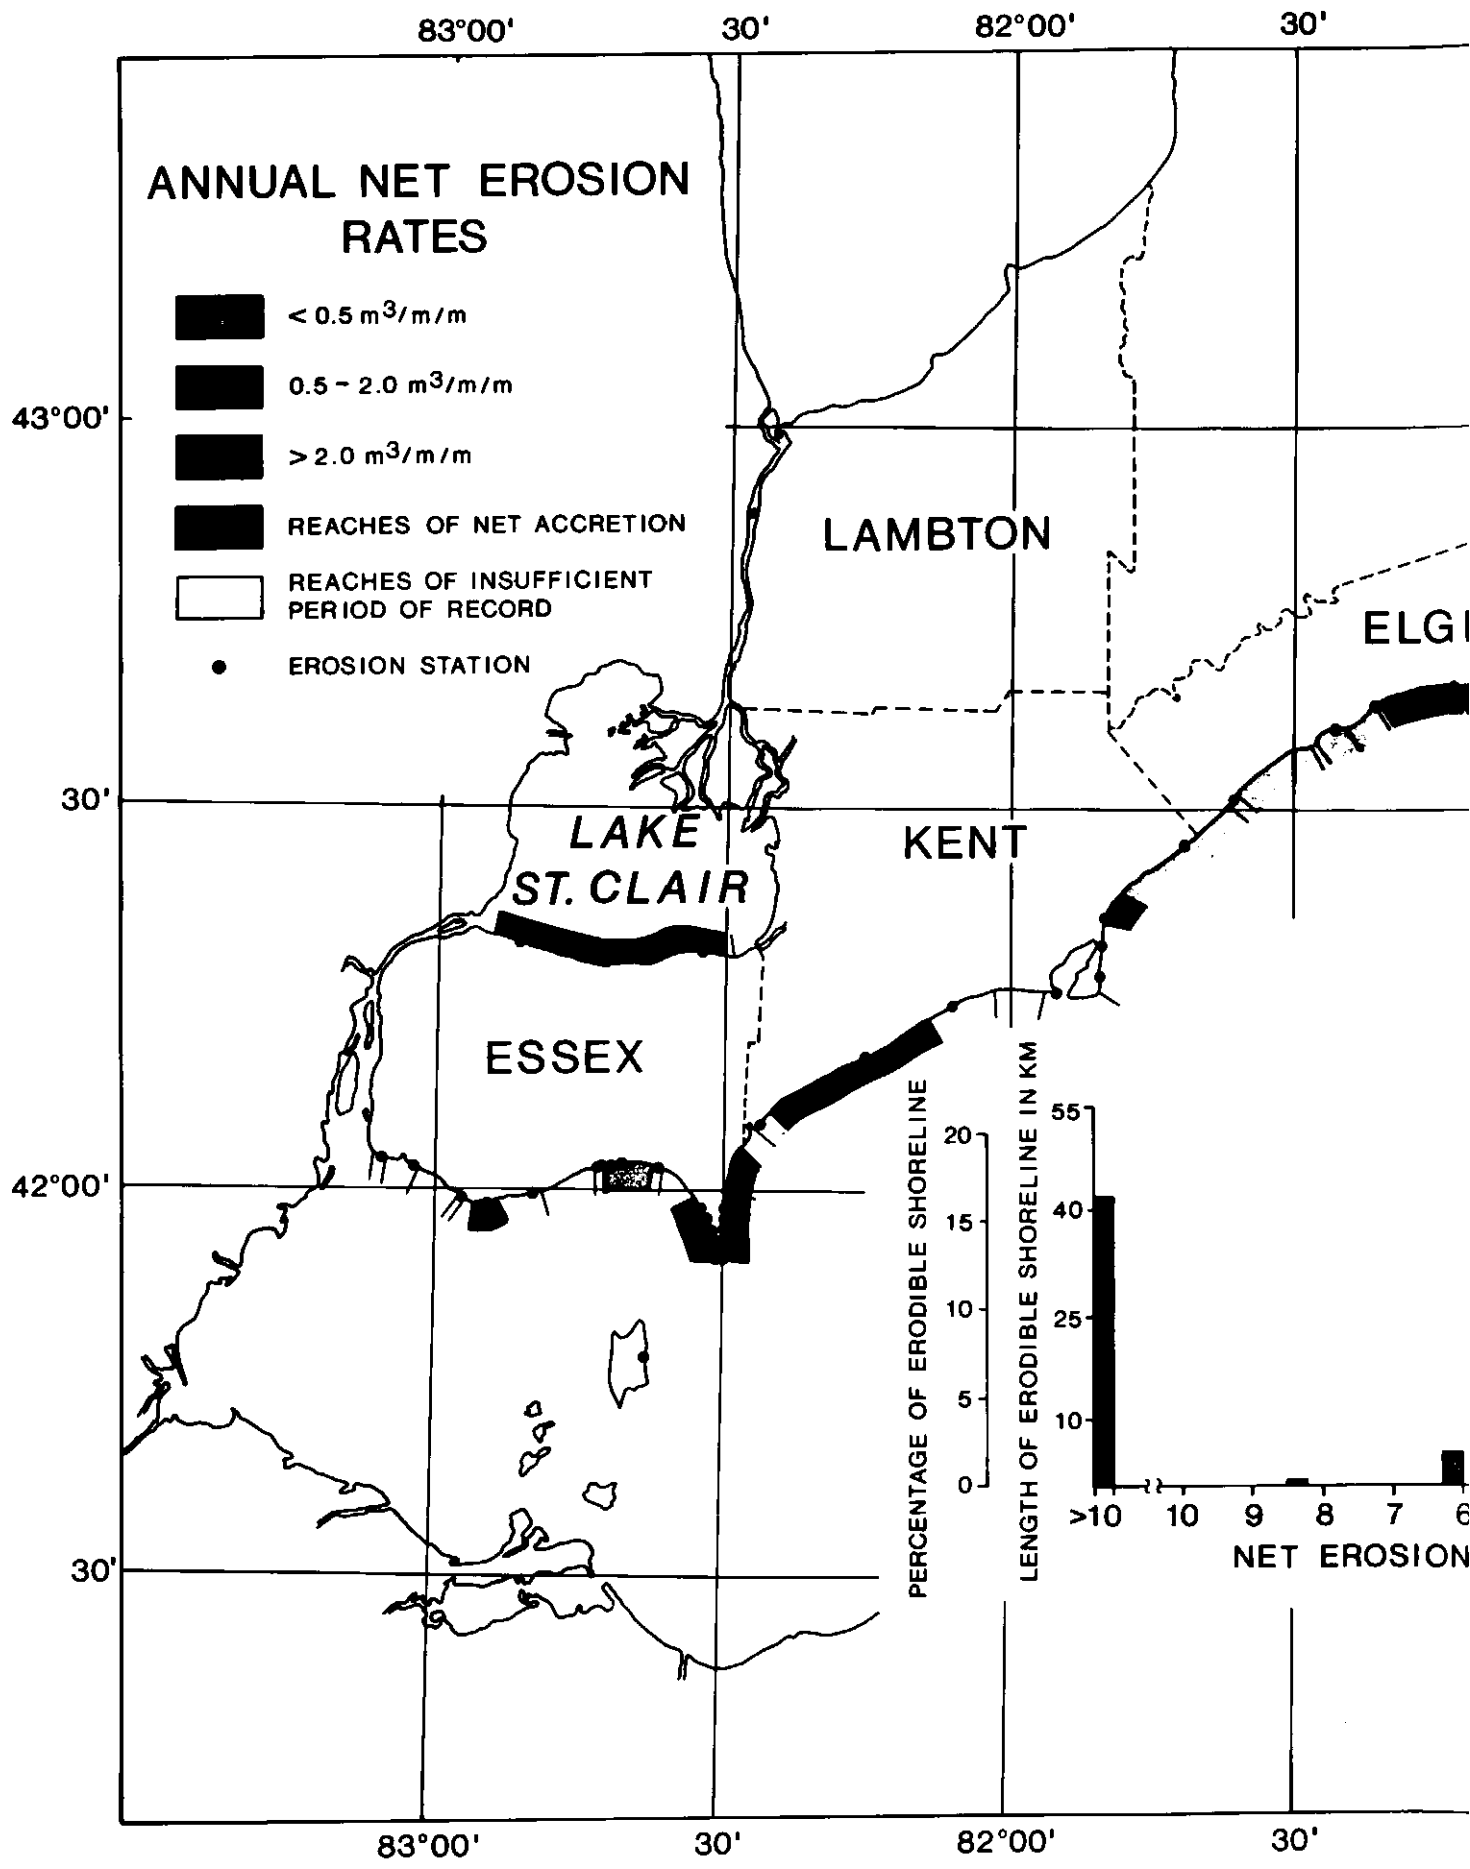 83°00'
30'
82°00'
30'
ANNUAL NET EROSION
RATES
< 0.5 m³/m/m
0.5 - 2.0 m³/m/m
> 2.0 m³/m/m
REACHES OF NET ACCRETION
REACHES OF INSUFFICIENT
PERIOD OF RECORD
EROSION STATION
43°00'
30'
42°00'
30'
LAMBTON
ELGI
KENT
LAKE
ST. CLAIR
ESSEX
PERCENTAGE OF ERODIBLE SHORELINE
20
15
10
5
0
LENGTH OF ERODIBLE SHORELINE IN KM
55
40
25
10
>10
10
9
8
7
6
NET EROSION
83°00'
30'
82°00'
30'